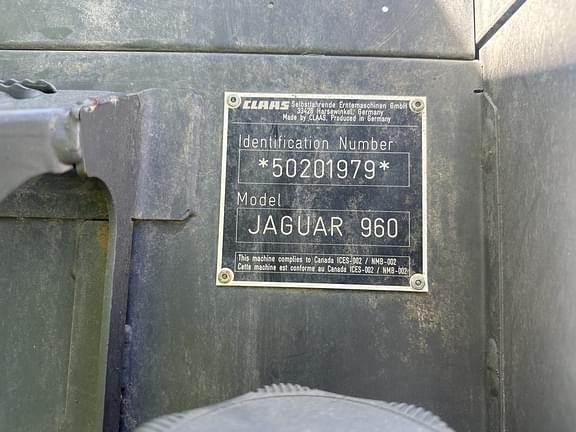 CLAAS Selbstfahrende Erntemaschinen GmbH
33428 Harsewinkel, Germany
Made by CLAAS, Produced in Germany
Identification Number
*50201979*
Model
JAGUAR 960
This machine complies to Canada ICES-002 / NMB-002
Cette machine est conforme au Canada ICES-002 / NMB-002